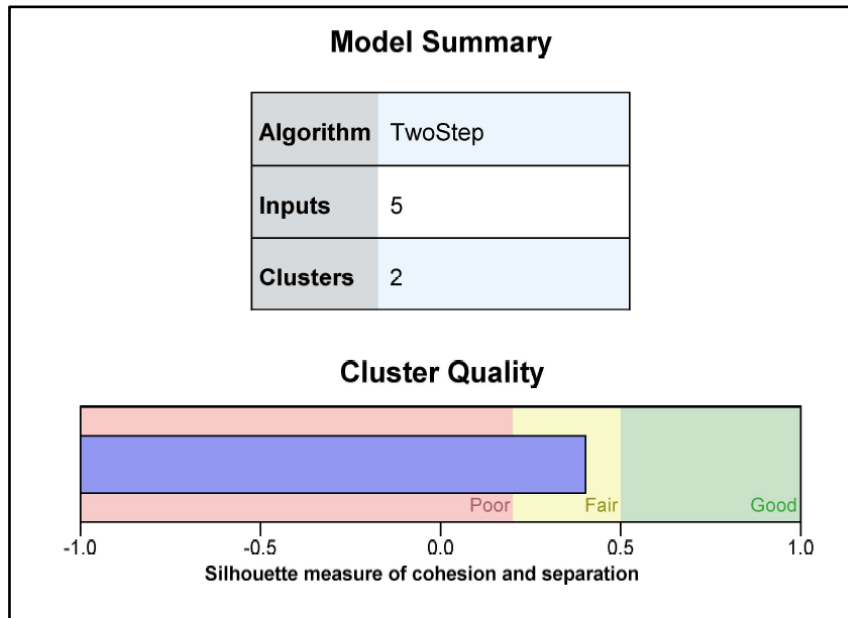 Model Summary
Algorithm TwoStep
Inputs 5
Clusters 2
Cluster Quality
Poor Fair Good
-1.0 -0.5 0.0 0.5 1.0
Silhouette measure of cohesion and separation